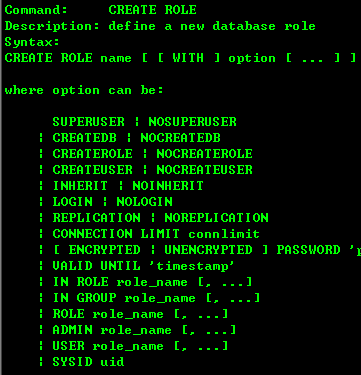 Command:     CREATE ROLE
Description: define a new database role
Syntax:
CREATE ROLE name [ [ WITH ] option [ ... ] ]

where option can be:

      SUPERUSER | NOSUPERUSER
    | CREATEDB | NOCREATEDB
    | CREATEROLE | NOCREATEROLE
    | CREATEUSER | NOCREATEUSER
    | INHERIT | NOINHERIT
    | LOGIN | NOLOGIN
    | REPLICATION | NOREPLICATION
    | CONNECTION LIMIT connlimit
    | [ ENCRYPTED | UNENCRYPTED ] PASSWORD '
    | VALID UNTIL 'timestamp'
    | IN ROLE role_name [, ...]
    | IN GROUP role_name [, ...]
    | ROLE role_name [, ...]
    | ADMIN role_name [, ...]
    | USER role_name [, ...]
    | SYSID uid